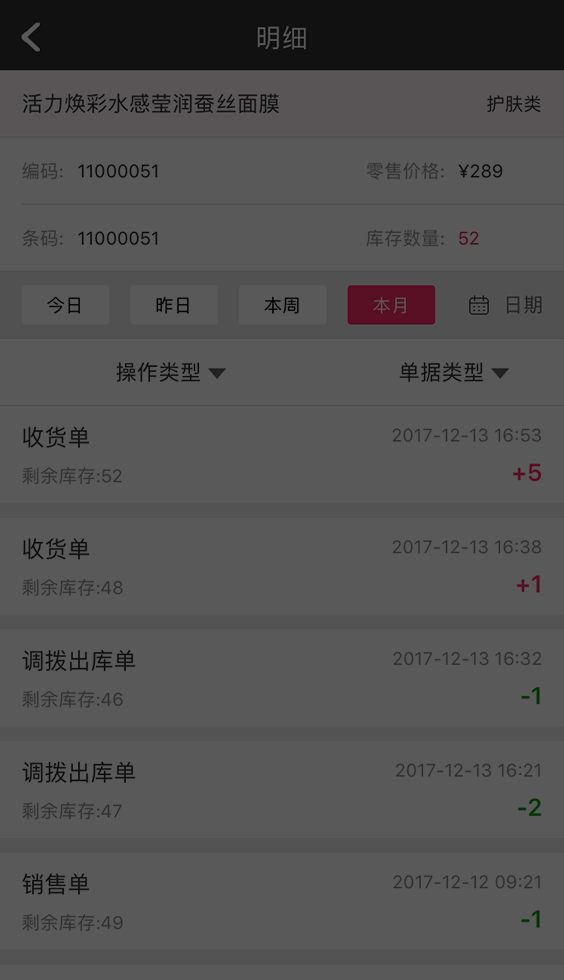 明细
活力焕彩水感莹润蚕丝面膜 护肤类
编码: 11000051 零售价格: ¥289
条码: 11000051 库存数量: 52
今日 昨日 本周 本月 日期
操作类型 单据类型
收货单 2017-12-13 16:53
剩余库存:52 +5
收货单 2017-12-13 16:38
剩余库存:48 +1
调拨出库单 2017-12-13 16:32
剩余库存:46 -1
调拨出库单 2017-12-13 16:21
剩余库存:47 -2
销售单 2017-12-12 09:21
剩余库存:49 -1